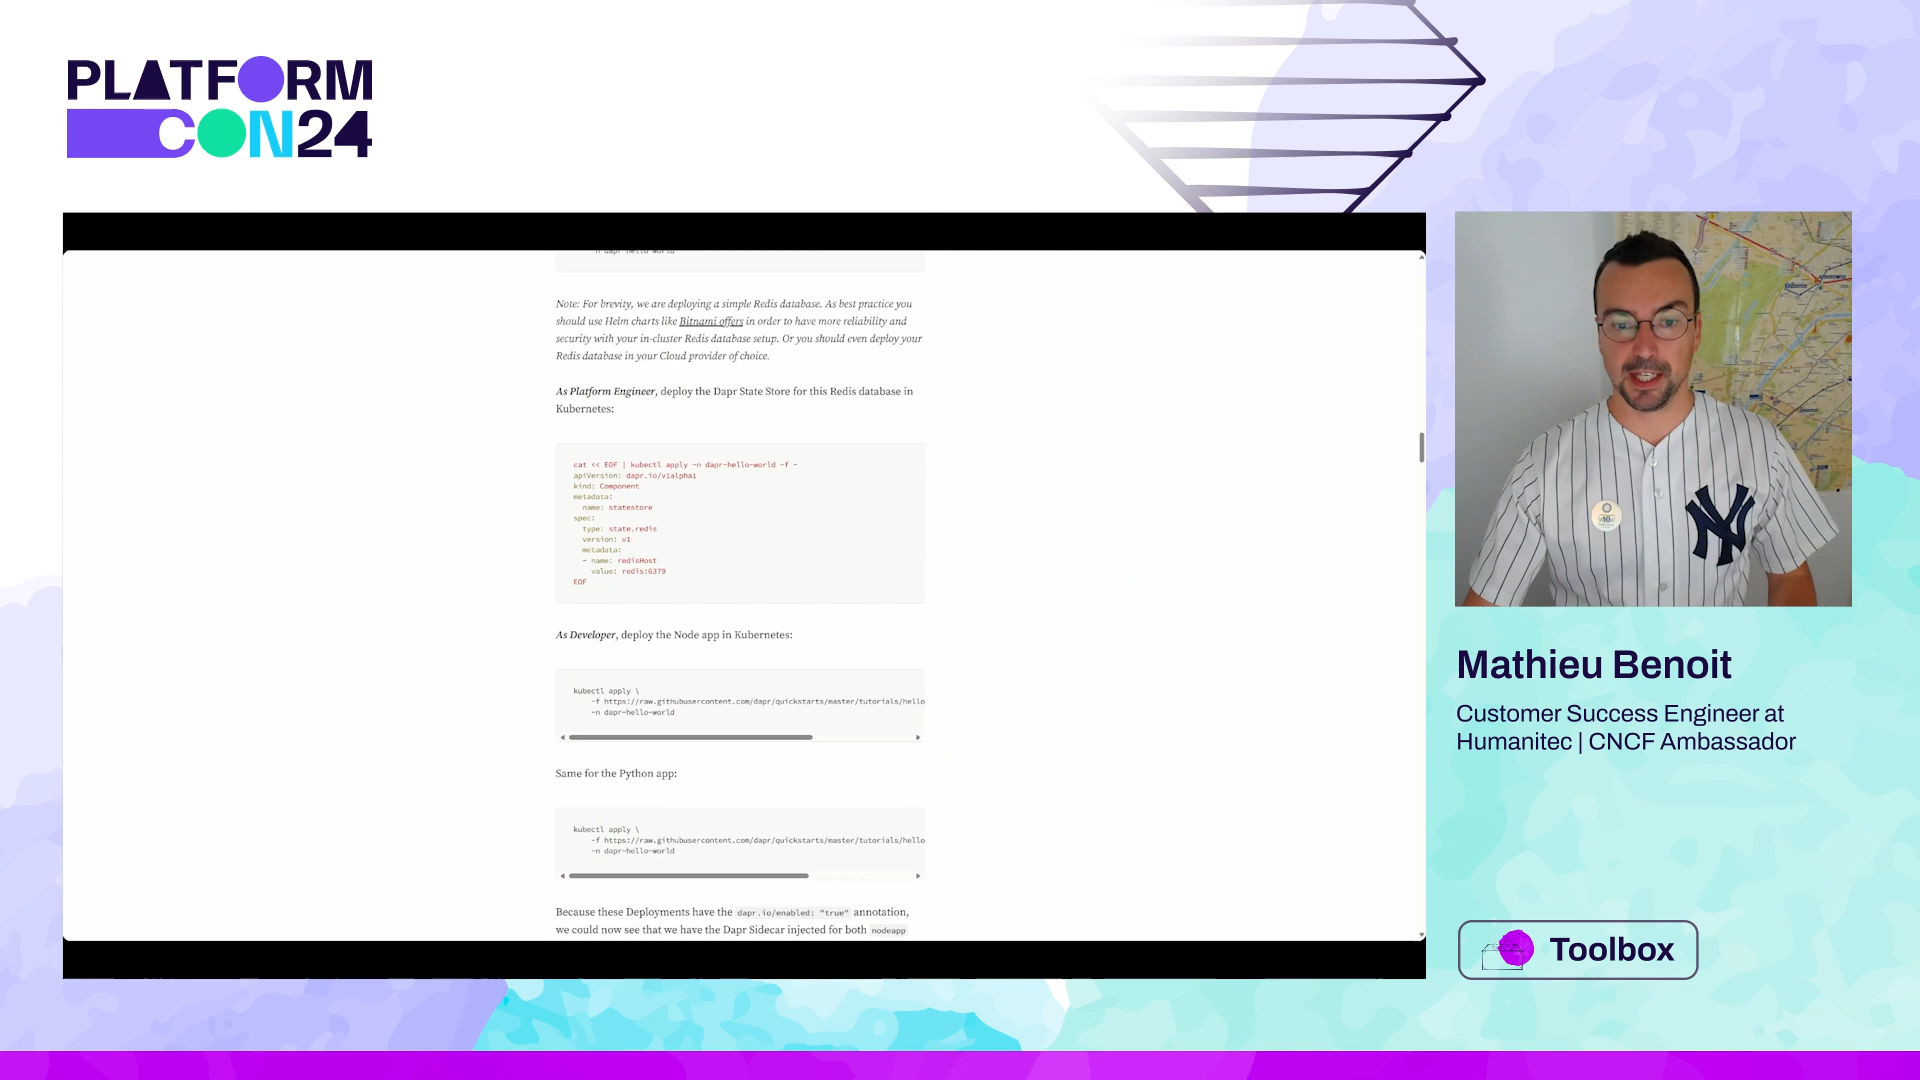 PLATFORM
CON24
-n dapr-hello-world
Note: For brevity, we are deploying a simple Redis database. As best practice you
should use Helm charts like Bitnami offers in order to have more reliability and
security with your in-cluster Redis database setup. Or you should even deploy your
Redis database in your Cloud provider of choice.
As Platform Engineer, deploy the Dapr State Store for this Redis database in
Kubernetes:
cat << EOF | kubectl apply -n dapr-hello-world -f -
apiVersion: dapr.io/v1alpha1
kind: Component
metadata:
name: statestore
spec:
type: state.redis
version: v1
metadata:
- name: redisHost
value: redis:6379
EOF
As Developer, deploy the Node app in Kubernetes:
kubectl apply \
-f https://raw.githubusercontent.com/dapr/quickstarts/master/tutorials/hello
-n dapr-hello-world
Same for the Python app:
kubectl apply \
-f https://raw.githubusercontent.com/dapr/quickstarts/master/tutorials/hello
-n dapr-hello-world
Because these Deployments have the dapr.io/enabled: "true" annotation,
we could now see that we have the Dapr Sidecar injected for both nodeapp
NY
Mathieu Benoit
Customer Success Engineer at
Humanitec | CNCF Ambassador
Toolbox